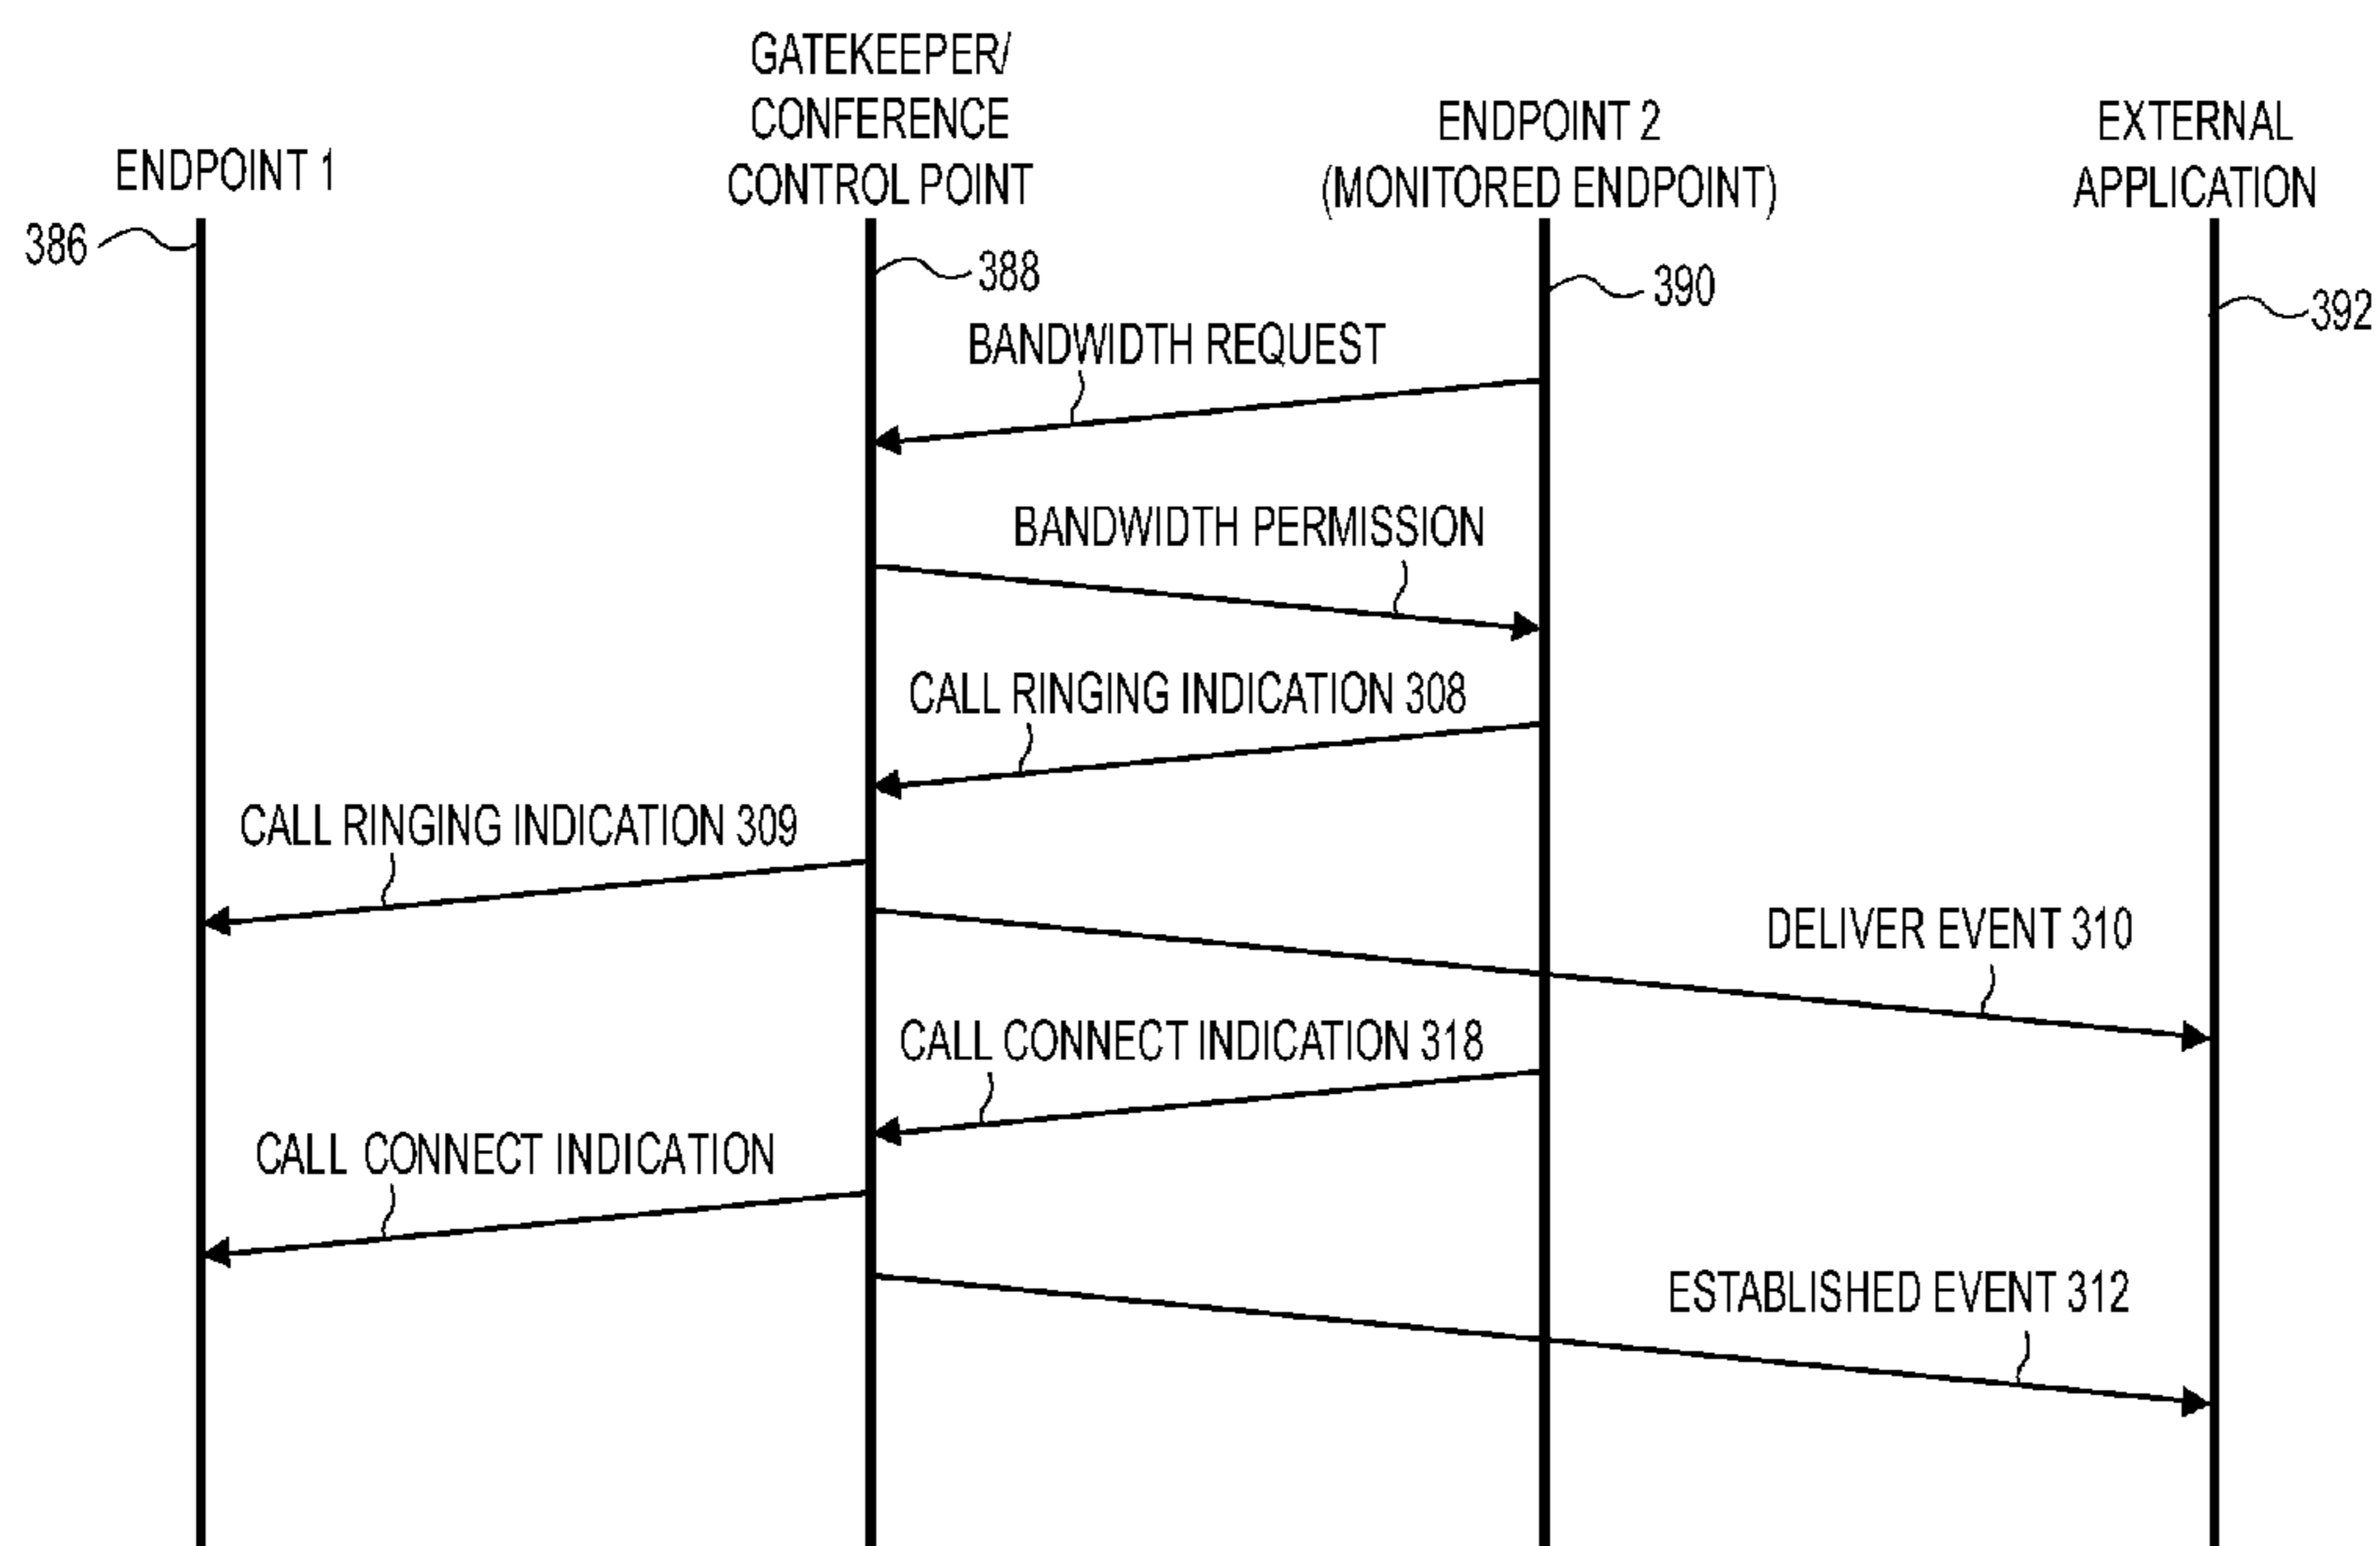 GATEKEEPER/
CONFERENCE
CONTROL POINT
ENDPOINT 1
ENDPOINT 2
(MONITORED ENDPOINT)
EXTERNAL
APPLICATION
386
388
390
392
BANDWIDTH REQUEST
BANDWIDTH PERMISSION
CALL RINGING INDICATION 308
CALL RINGING INDICATION 309
DELIVER EVENT 310
CALL CONNECT INDICATION 318
CALL CONNECT INDICATION
ESTABLISHED EVENT 312